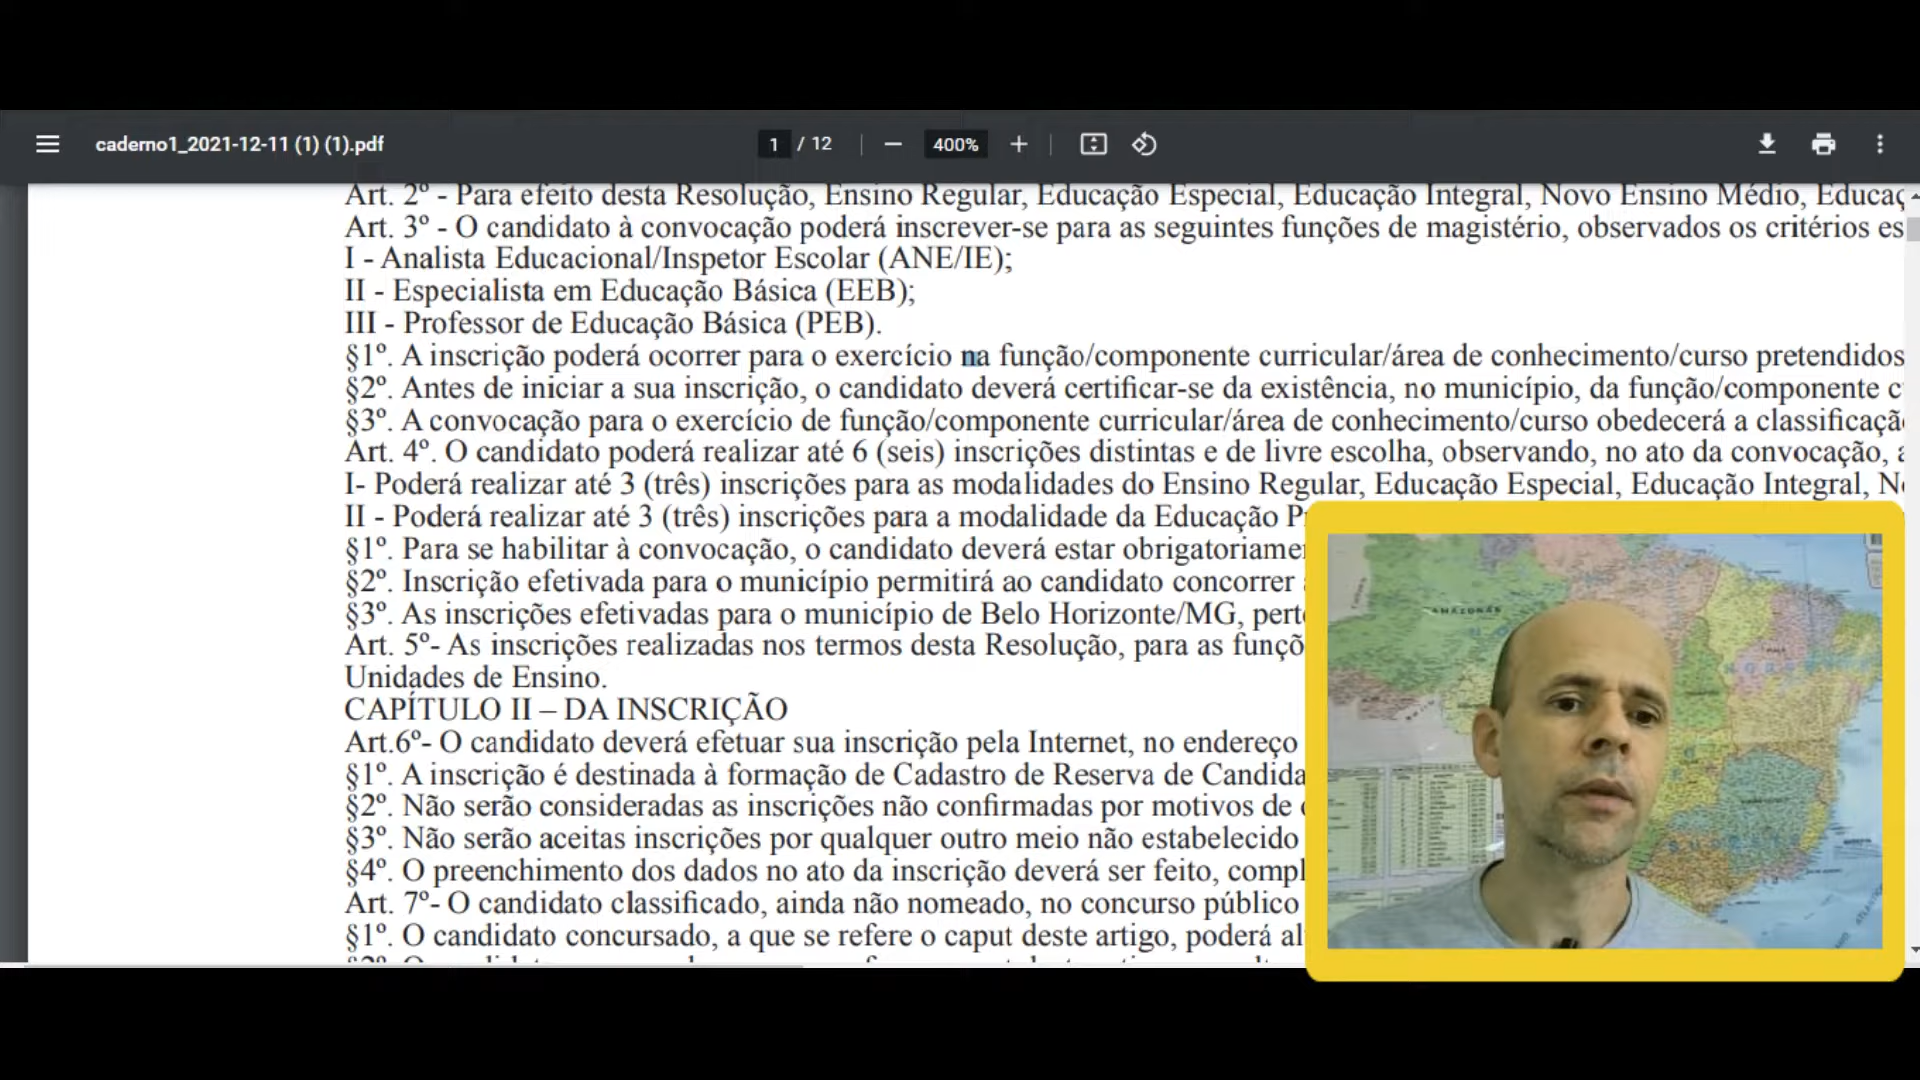 caderno1_2021-12-11 (1) (1).pdf
1 / 12
400%
Art. 2º - Para efeito desta Resolução, Ensino Regular, Educação Especial, Educação Integral, Novo Ensino Médio, Educaç
Art. 3º - O candidato à convocação poderá inscrever-se para as seguintes funções de magistério, observados os critérios es
I - Analista Educacional/Inspetor Escolar (ANE/IE);
II - Especialista em Educação Básica (EEB);
III - Professor de Educação Básica (PEB).
§1º. A inscrição poderá ocorrer para o exercício na função/componente curricular/área de conhecimento/curso pretendidos
§2º. Antes de iniciar a sua inscrição, o candidato deverá certificar-se da existência, no município, da função/componente c
§3º. A convocação para o exercício de função/componente curricular/área de conhecimento/curso obedecerá a classificaçã
Art. 4º. O candidato poderá realizar até 6 (seis) inscrições distintas e de livre escolha, observando, no ato da convocação, a
I- Poderá realizar até 3 (três) inscrições para as modalidades do Ensino Regular, Educação Especial, Educação Integral, N
II - Poderá realizar até 3 (três) inscrições para a modalidade da Educação P
§1º. Para se habilitar à convocação, o candidato deverá estar obrigatoriame
§2º. Inscrição efetivada para o município permitirá ao candidato concorrer
§3º. As inscrições efetivadas para o município de Belo Horizonte/MG, pert
Art. 5º- As inscrições realizadas nos termos desta Resolução, para as funçõ
Unidades de Ensino.
CAPÍTULO II – DA INSCRIÇÃO
Art.6º- O candidato deverá efetuar sua inscrição pela Internet, no endereço
§1º. A inscrição é destinada à formação de Cadastro de Reserva de Candida
§2º. Não serão consideradas as inscrições não confirmadas por motivos de
§3º. Não serão aceitas inscrições por qualquer outro meio não estabelecido
§4º. O preenchimento dos dados no ato da inscrição deverá ser feito, compl
Art. 7º- O candidato classificado, ainda não nomeado, no concurso público
§1º. O candidato concursado, a que se refere o caput deste artigo, poderá al
AMAZONAS